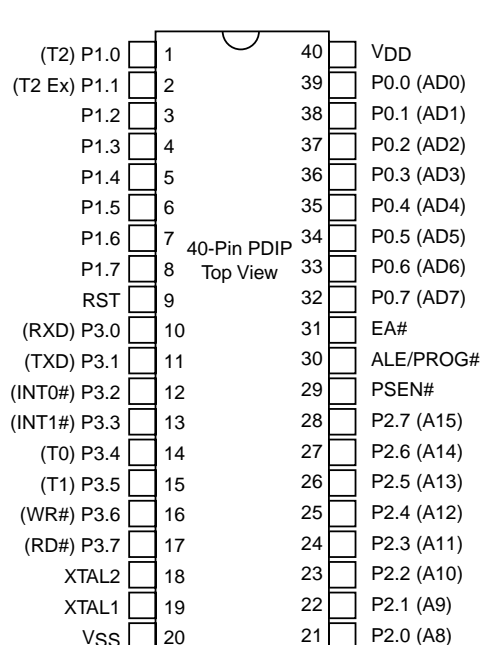 (T2) P1.0 1 40 VDD
(T2 Ex) P1.1 2 39 P0.0 (AD0)
P1.2 3 38 P0.1 (AD1)
P1.3 4 37 P0.2 (AD2)
P1.4 5 36 P0.3 (AD3)
P1.5 6 35 P0.4 (AD4)
P1.6 7 34 P0.5 (AD5)
40-Pin PDIP
Top View
P1.7 8 33 P0.6 (AD6)
RST 9 32 P0.7 (AD7)
(RXD) P3.0 10 31 EA#
(TXD) P3.1 11 30 ALE/PROG#
(INT0#) P3.2 12 29 PSEN#
(INT1#) P3.3 13 28 P2.7 (A15)
(T0) P3.4 14 27 P2.6 (A14)
(T1) P3.5 15 26 P2.5 (A13)
(WR#) P3.6 16 25 P2.4 (A12)
(RD#) P3.7 17 24 P2.3 (A11)
XTAL2 18 23 P2.2 (A10)
XTAL1 19 22 P2.1 (A9)
VSS 20 21 P2.0 (A8)